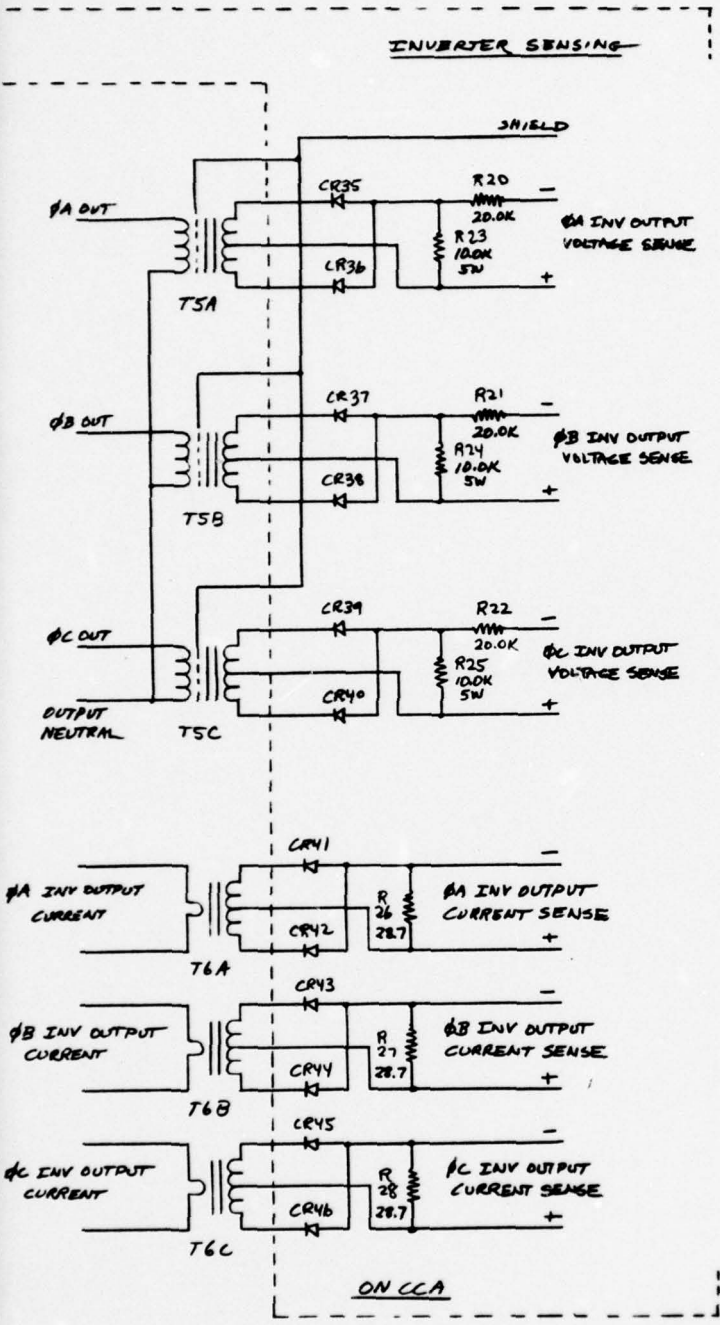 INVERTER SENSING
SHIELD
CR35
R20
20.0K
ØA OUT
R23
10.0K
5W
ØA INV OUTPUT
VOLTAGE SENSE
CR36
T5A
CR37
R21
20.0K
ØB OUT
R24
10.0K
5W
ØB INV OUTPUT
VOLTAGE SENSE
CR38
T5B
CR39
R22
20.0K
ØC OUT
R25
10.0K
5W
ØC INV OUTPUT
VOLTAGE SENSE
CR40
OUTPUT
NEUTRAL
T5C
CR41
ØA INV OUTPUT
CURRENT
R
26
28.7
ØA INV OUTPUT
CURRENT SENSE
CR42
T6A
CR43
ØB INV OUTPUT
CURRENT
R
27
28.7
ØB INV OUTPUT
CURRENT SENSE
CR44
T6B
CR45
ØC INV OUTPUT
CURRENT
R
28
28.7
ØC INV OUTPUT
CURRENT SENSE
CR46
T6C
ON CCA